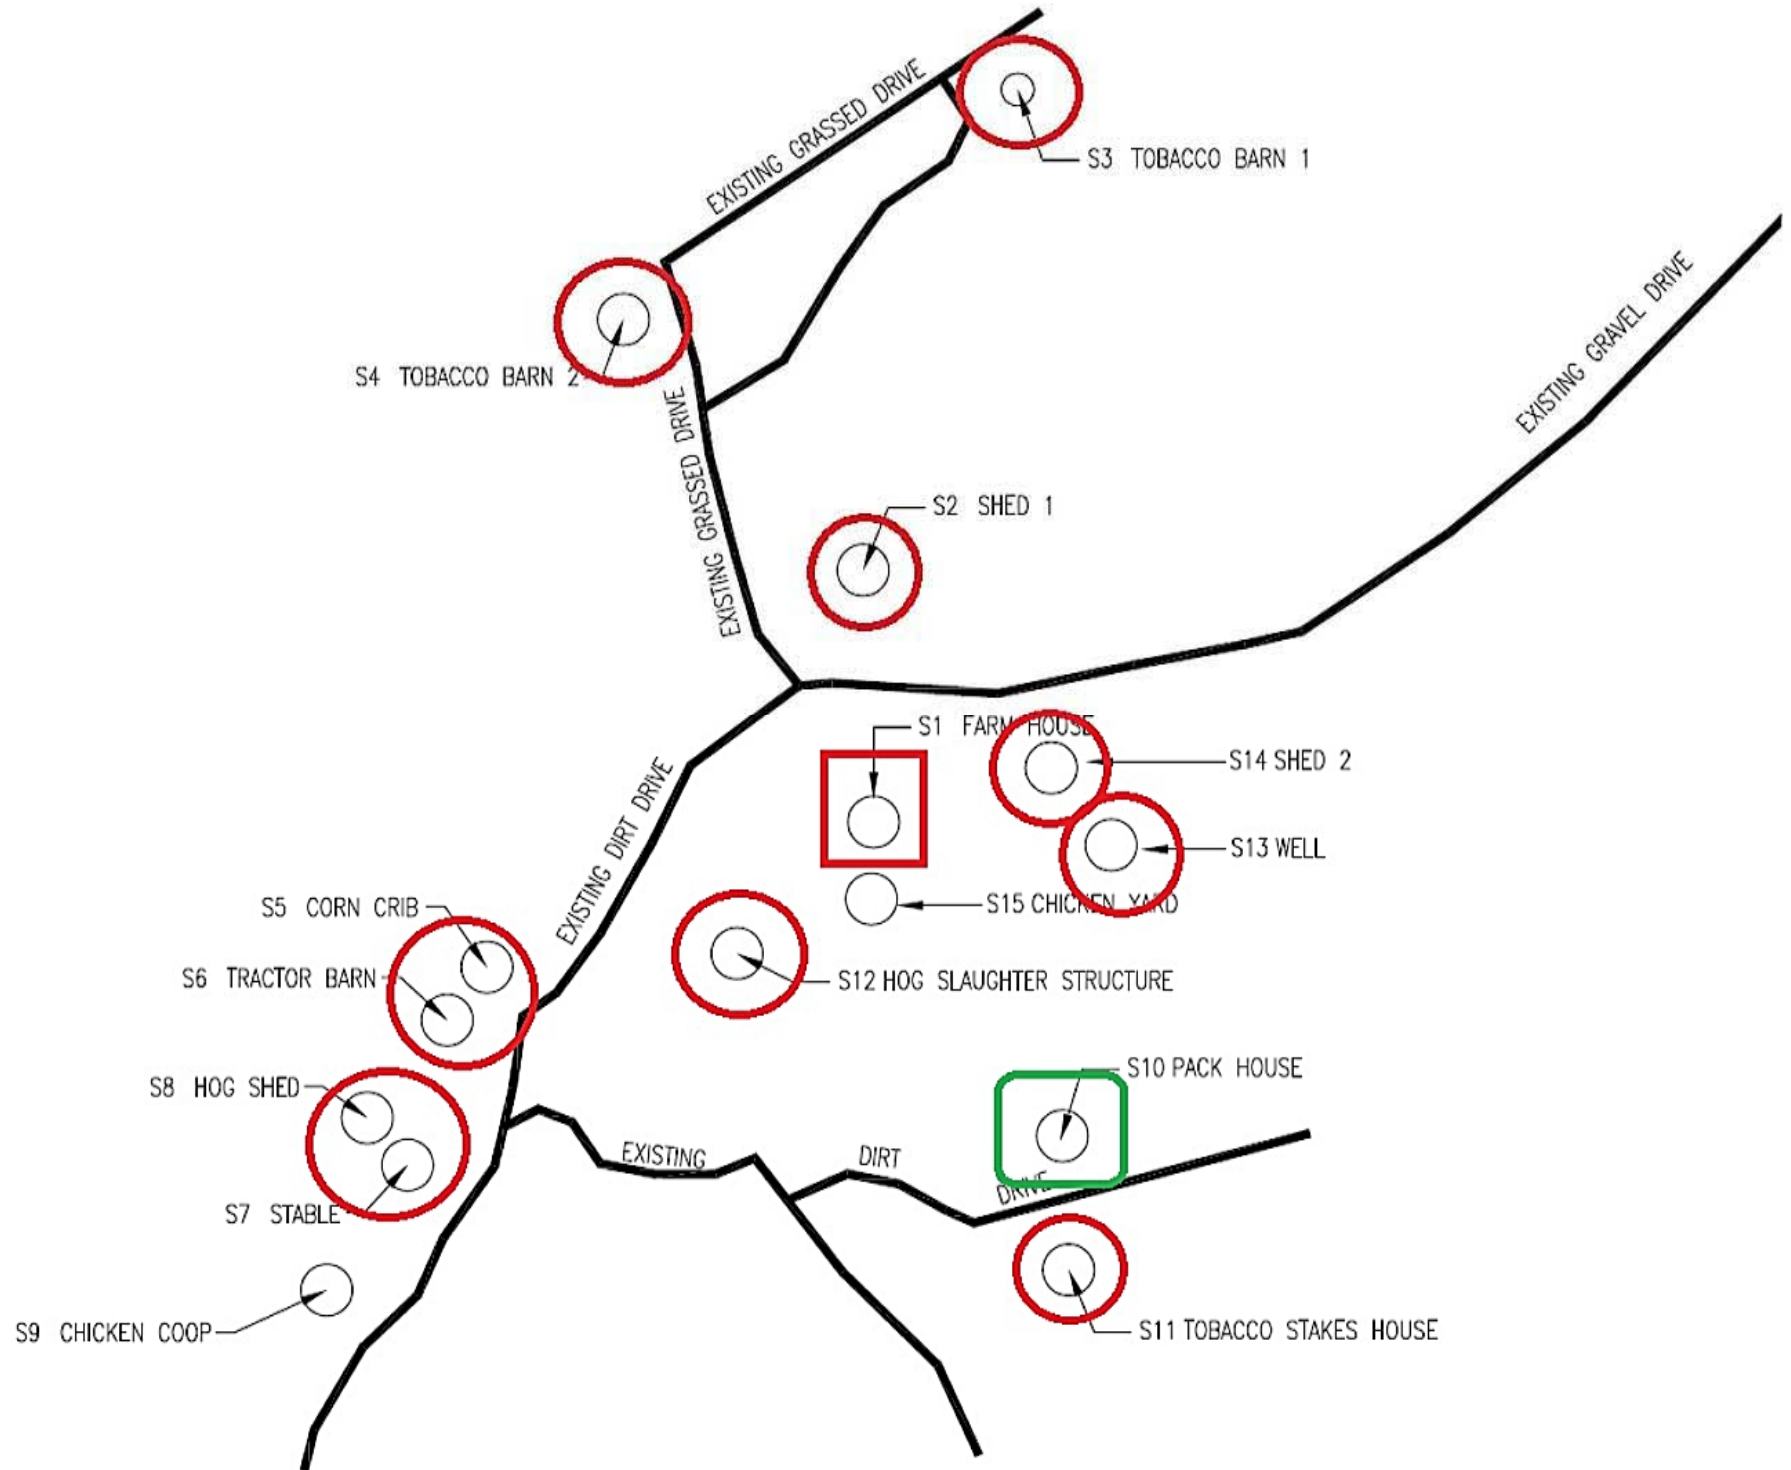 EXISTING GRASSED DRIVE
S3 TOBACCO BARN 1
EXISTING GRAVEL DRIVE
S4 TOBACCO BARN 2
EXISTING GRASSED DRIVE
S2 SHED 1
S1 FARM HOUSE
S14 SHED 2
EXISTING DIRT DRIVE
S13 WELL
S5 CORN CRIB
S15 CHICKEN YARD
S6 TRACTOR BARN
S12 HOG SLAUGHTER STRUCTURE
S8 HOG SHED
S10 PACK HOUSE
EXISTING DIRT DRIVE
S7 STABLE
S9 CHICKEN COOP
S11 TOBACCO STAKES HOUSE